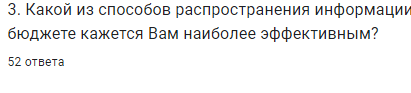 3. Какой из способов распространения информации
бюджете кажется Вам наиболее эффективным?
52 ответа